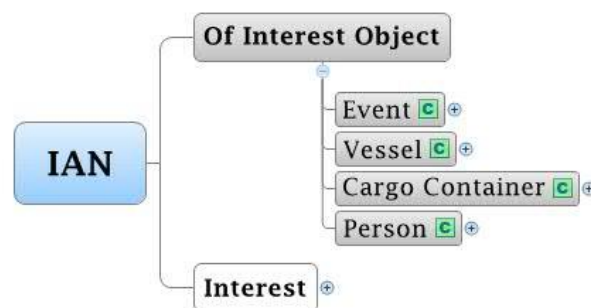 Of Interest Object
Event C
Vessel C
IAN
Cargo Container C
Person C
Interest